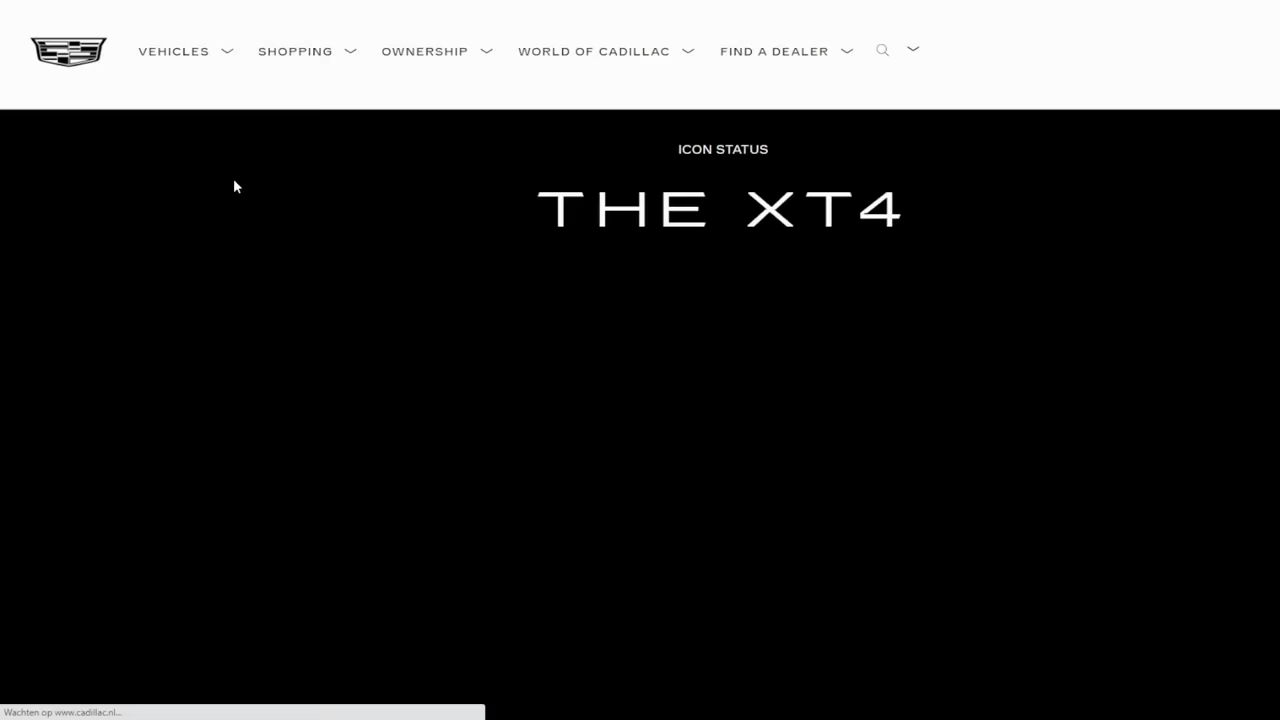 VEHICLES SHOPPING OWNERSHIP WORLD OF CADILLAC FIND A DEALER
ICON STATUS
THE XT4
Wachten op www.cadillac.nl...